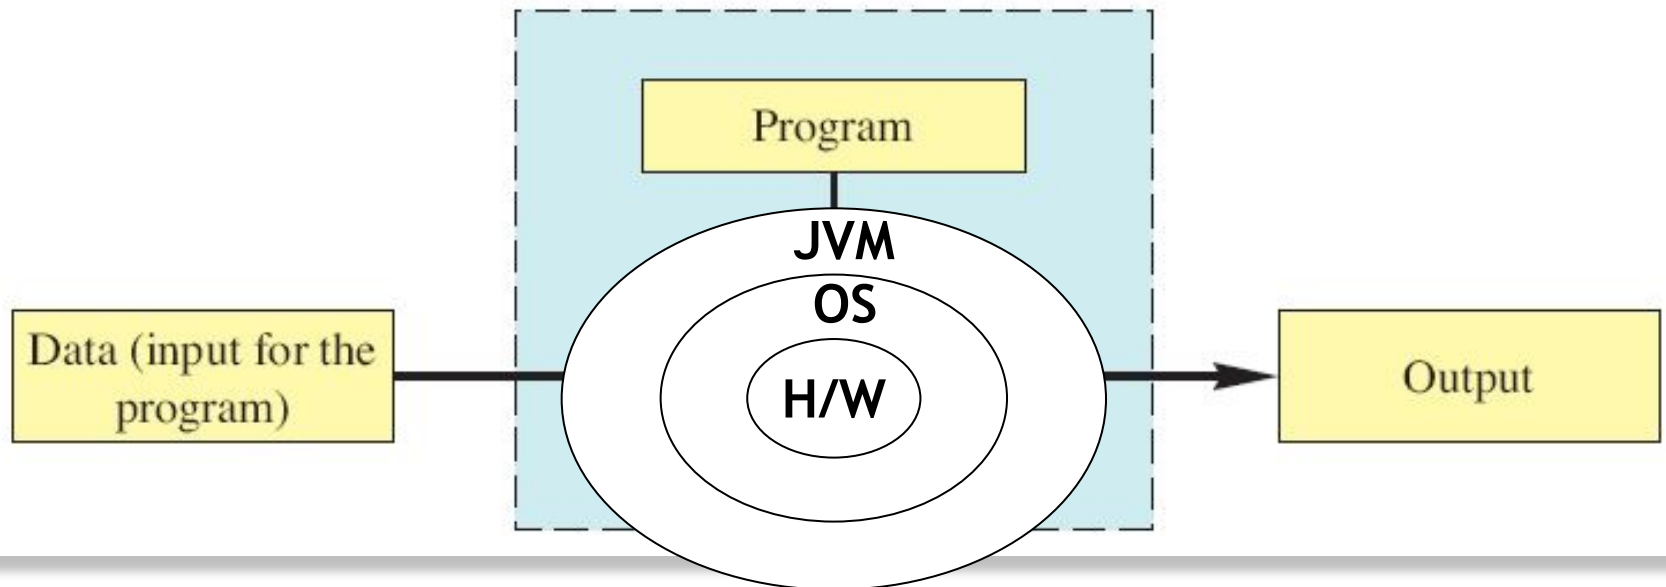 Program
JVM
OS
Data (input for the
program)
H/W
Output